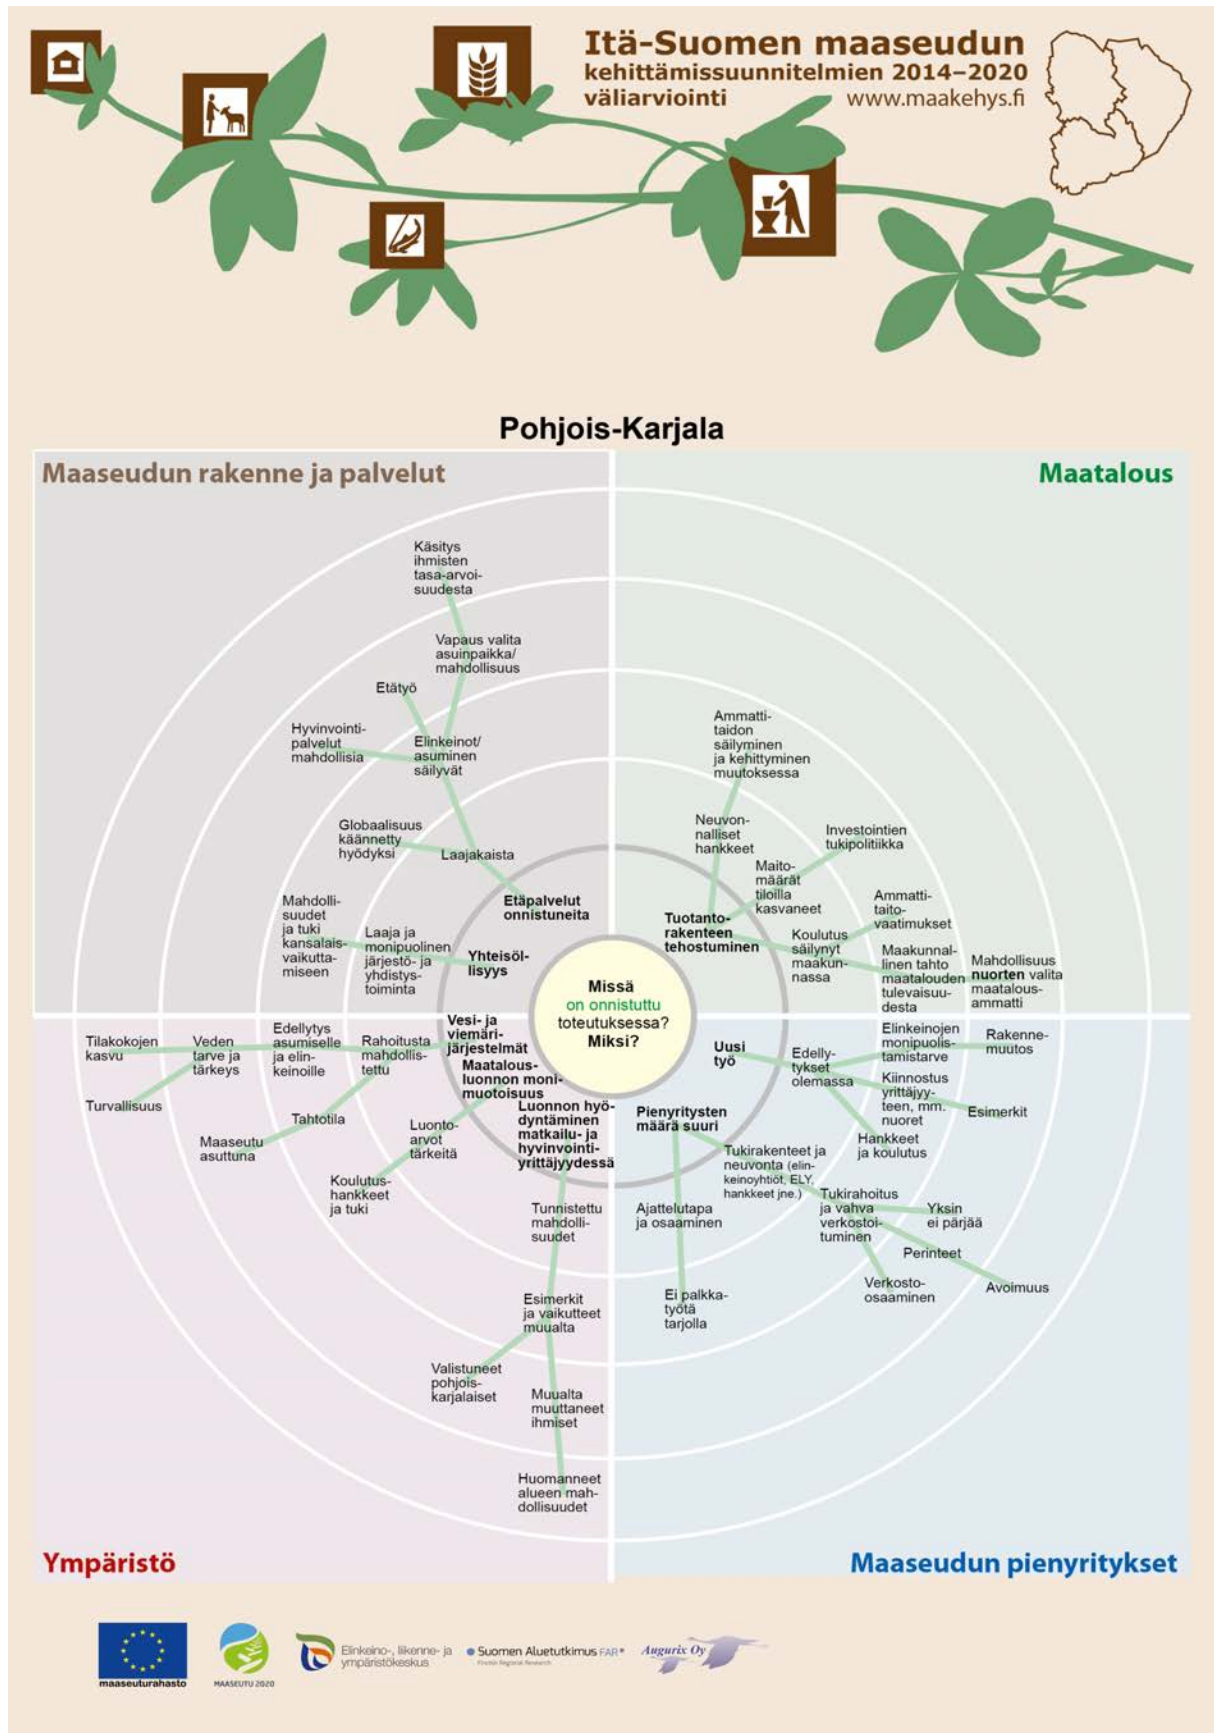 Itä-Suomen maaseudun
kehittämissuunnitelmien 2014–2020
väliarviointi www.maakehys.fi
Pohjois-Karjala
Maaseudun rakenne ja palvelut
Maatalous
Käsitys
ihmisten
tasa-arvoi-
suudesta
Vapaus valita
asuinpaikka/
mahdollisuus
Etätyö
Hyvinvointi-
palvelut
mahdollisia
Elinkeinot/
asuminen
säilyvät
Globaalisuus
käännetty
hyödyksi
Laajakaista
Etäpalvelut
onnistuneita
Mahdolli-
suudet
ja tuki
kansalais-
vaikutta-
miseen
Laaja ja
monipuolinen
järjestö- ja
yhdistys-
toiminta
Yhteisöl-
lisyys
Ammatti-
taidon
säilyminen
ja kehittyminen
muutoksessa
Neuvon-
nalliset
hankkeet
Investointien
tukipolitiikka
Maito-
määrät
tiloilla
kasvaneet
Tuotanto-
rakenteen
tehostuminen
Koulutus
säilynyt
maakun-
nassa
Ammatti-
taito-
vaatimukset
Maakunnal-
linen tahto
maatalouden
tulevaisuu-
desta
Mahdollisuus
nuorten valita
maatalous-
ammatti
Missä
on onnistuttu
toteutuksessa?
Miksi?
Tilakokojen
kasvu
Veden
tarve ja
tärkeys
Edellytys
asumiselle
ja elin-
keinoille
Rahoitusta
mahdollis-
tettu
Vesi- ja
viemäri-
järjestelmät
Turvallisuus
Maaseutu
asuttuna
Tahtotila
Maatalous-
luonnon moni-
muotoisuus
Luonto-
arvot
tärkeitä
Koulutus-
hankkeet
ja tuki
Luonnon hyö-
dyntäminen
matkailu- ja
hyvinvointi-
yrittäjyydessä
Tunnistettu
mahdolli-
suudet
Esimerkit
ja vaikutteet
muualta
Valistuneet
pohjois-
karjalaiset
Muualta
muuttaneet
ihmiset
Huomanneet
alueen mah-
dollisuudet
Uusi
työ
Edelly-
tykset
olemassa
Elinkeinojen
monipuolis-
tamistarve
Rakenne-
muutos
Kiinnostus
yrittäjyy-
teen, mm.
nuoret
Esimerkit
Hankkeet
ja koulutus
Pienyritysten
määrä suuri
Tukirakenteet ja
neuvonta (elin-
keinoyhtiöt, ELY,
hankkeet jne.)
Ajattelutapa
ja osaaminen
Tukirahoitus
ja vahva
verkostoi-
tuminen
Yksin
ei pärjää
Perinteet
Avoimuus
Verkosto-
osaaminen
Ei palkka-
työtä
tarjolla
Ympäristö
Maaseudun pienyritykset
maaseuturahasto
MAASEUTU 2020
Elinkeino-, liikenne- ja
ympäristökeskus
Suomen Aluetutkimus FAR
Finnish Regional Research
Augurix Oy